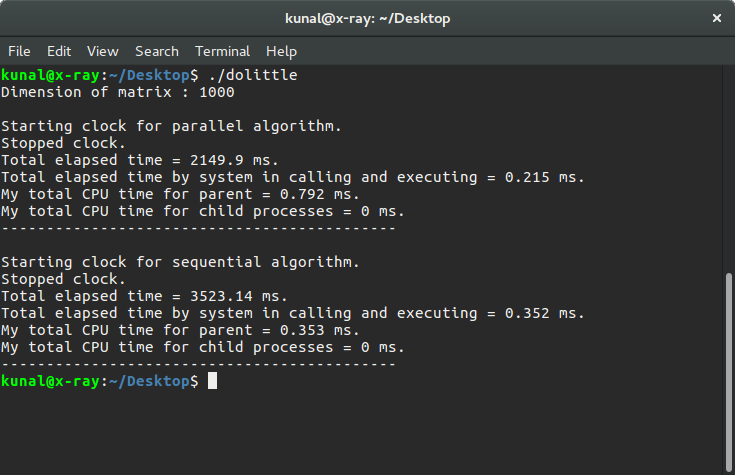 kunal@x-ray: ~/Desktop
File Edit View Search Terminal Help
kunal@x-ray:~/Desktop$ ./dolittle
Dimension of matrix : 1000
Starting clock for parallel algorithm.
Stopped clock.
Total elapsed time = 2149.9 ms.
Total elapsed time by system in calling and executing = 0.215 ms.
My total CPU time for parent = 0.792 ms.
My total CPU time for child processes = 0 ms.
--------------------------------------------
Starting clock for sequential algorithm.
Stopped clock.
Total elapsed time = 3523.14 ms.
Total elapsed time by system in calling and executing = 0.352 ms.
My total CPU time for parent = 0.353 ms.
My total CPU time for child processes = 0 ms.
--------------------------------------------
kunal@x-ray:~/Desktop$